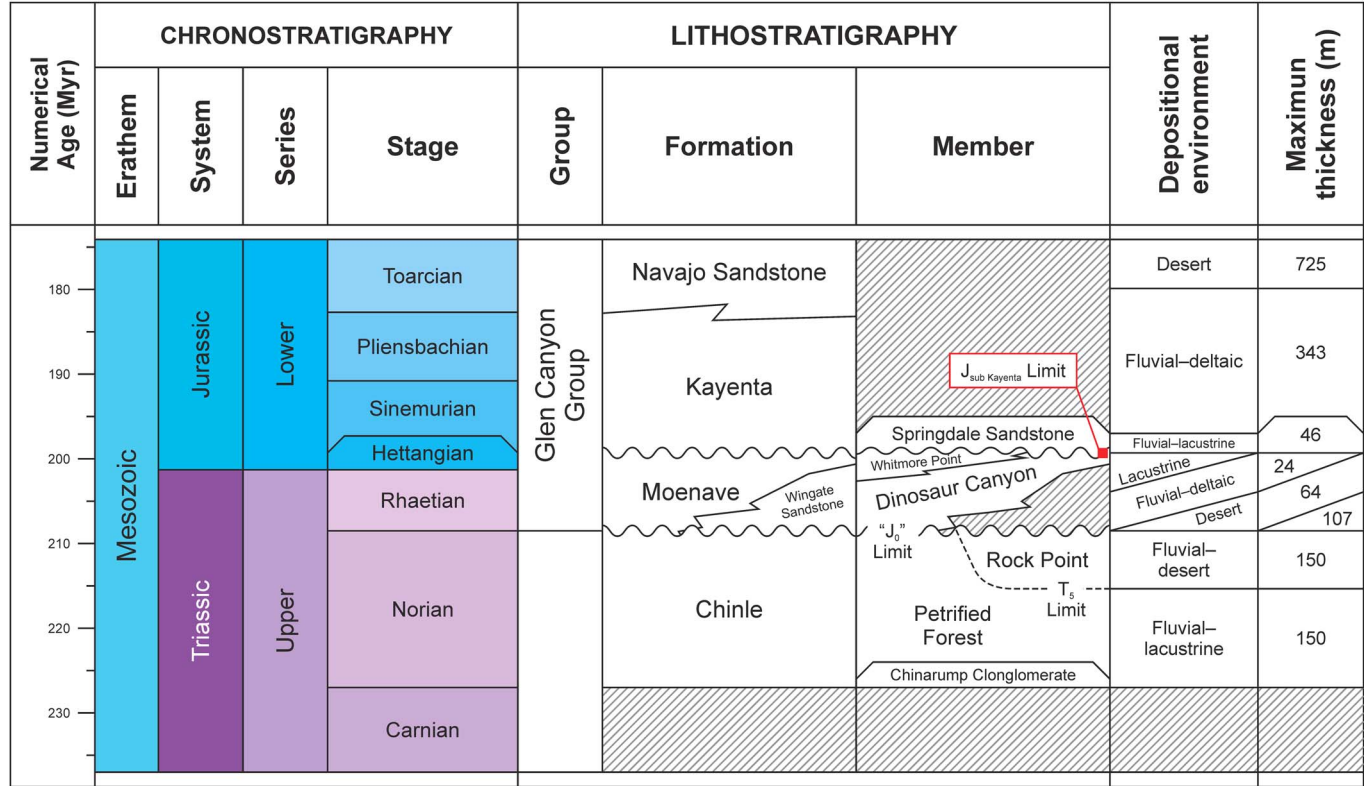 CHRONOSTRATIGRAPHY
LITHOSTRATIGRAPHY
Numerical
Age (Myr)
Erathem
System
Series
Stage
Group
Formation
Member
Depositional
environment
Maximun
thickness (m)
180
190
200
210
220
230
Mesozoic
Jurassic
Triassic
Lower
Upper
Toarcian
Pliensbachian
Sinemurian
Hettangian
Rhaetian
Norian
Carnian
Glen Canyon
Group
Navajo Sandstone
Kayenta
Moenave
Wingate
Sandstone
Chinle
J sub Kayenta Limit
Springdale Sandstone
Whitmore Point
Dinosaur Canyon
"J0"
Limit
Rock Point
T5
Limit
Petrified
Forest
Chinarump Clonglomerate
Desert
Fluvial–deltaic
Fluvial–lacustrine
Lacustrine
Fluvial–deltaic
Desert
Fluvial–
desert
Fluvial–
lacustrine
725
343
46
24
64
107
150
150